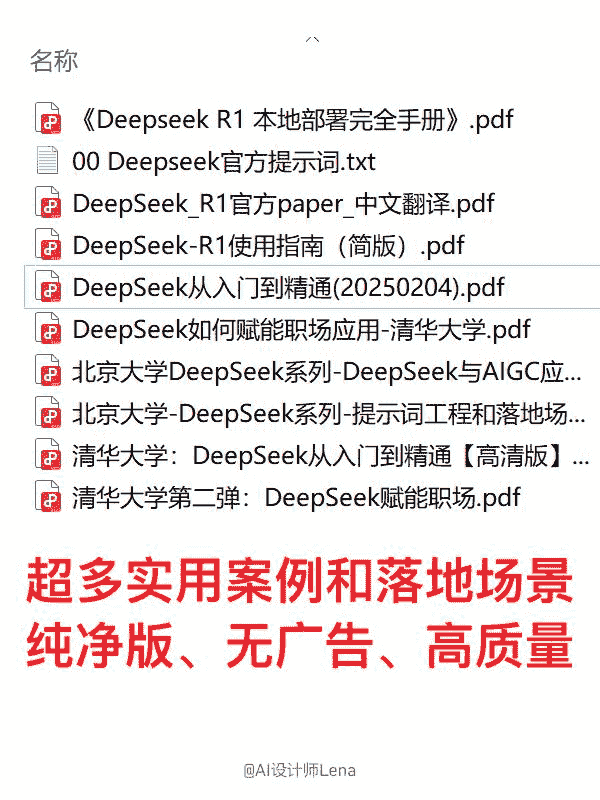 名称
《Deepseek R1 本地部署完全手册》.pdf
00 Deepseek官方提示词.txt
DeepSeek_R1官方paper_中文翻译.pdf
DeepSeek-R1使用指南（简版）.pdf
DeepSeek从入门到精通(20250204).pdf
DeepSeek如何赋能职场应用-清华大学.pdf
北京大学DeepSeek系列-DeepSeek与AIGC应...
北京大学-DeepSeek系列-提示词工程和落地场...
清华大学：DeepSeek从入门到精通【高清版】...
清华大学第二弹：DeepSeek赋能职场.pdf
超多实用案例和落地场景
纯净版、无广告、高质量
@AI设计师Lena